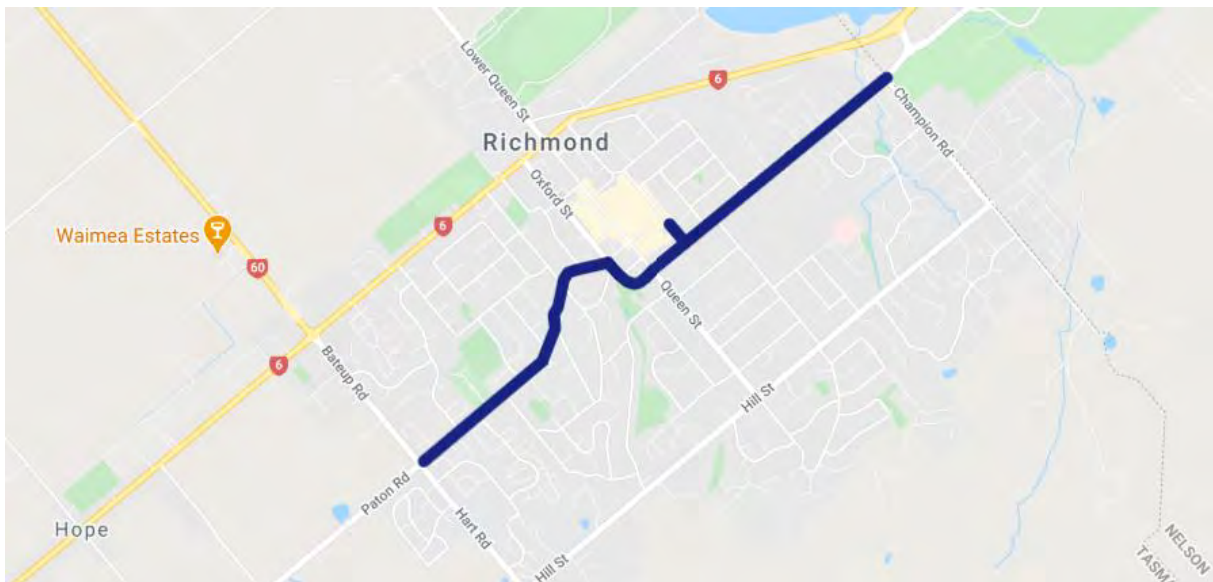 Lower Queen St
6
Richmond
Champion Rd
Oxford St
Waimea Estates
6
60
Queen St
6
Bateup Rd
Hill St
Paton Rd
Hart Rd
Hope
Hill St
NELSON
TASM